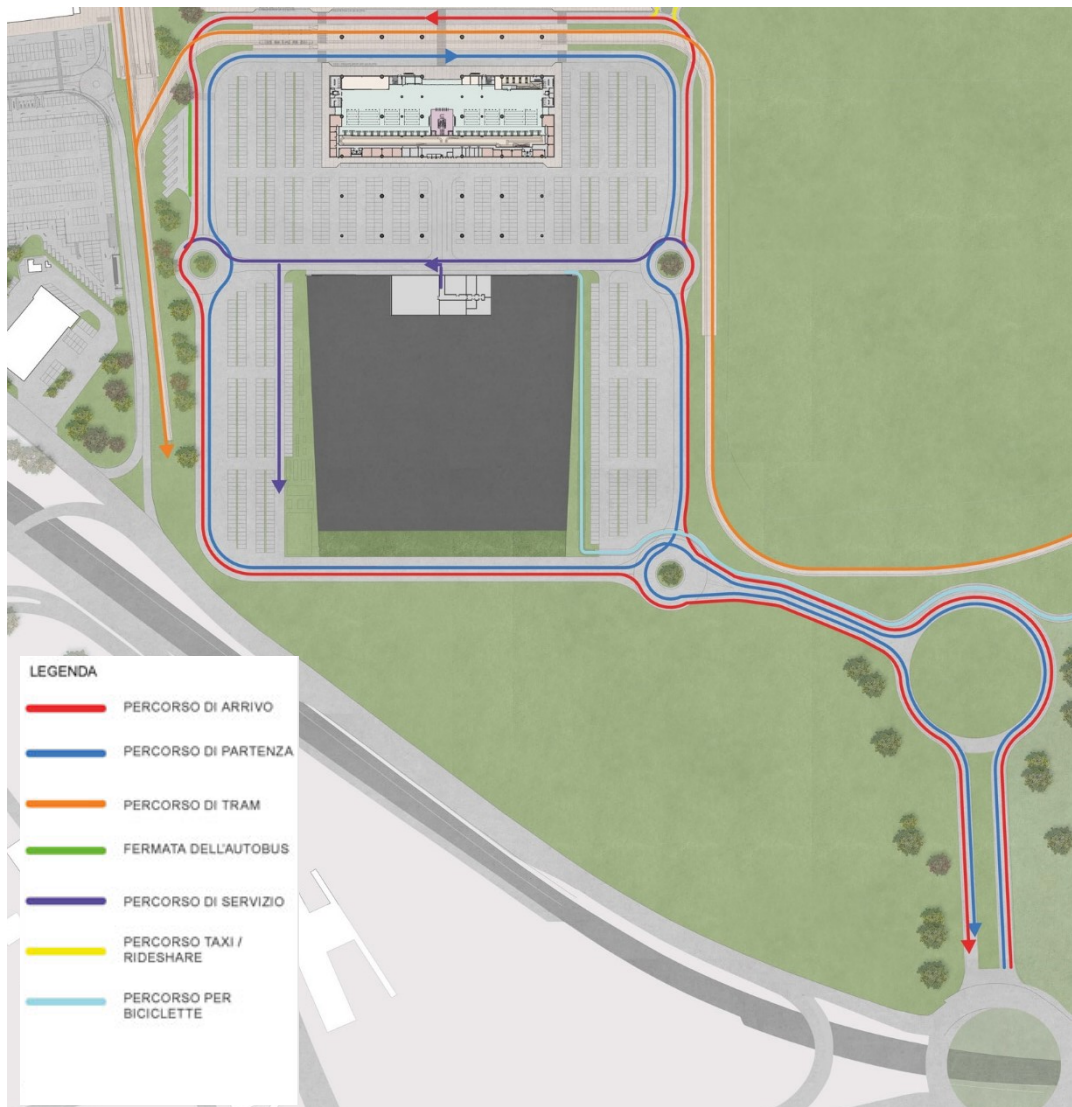 LEGENDA
PERCORSO DI ARRIVO
PERCORSO DI PARTENZA
PERCORSO DI TRAM
FERMATA DELL'AUTOBUS
PERCORSO DI SERVIZIO
PERCORSO TAXI /
RIDESHARE
PERCORSO PER
BICICLETTE